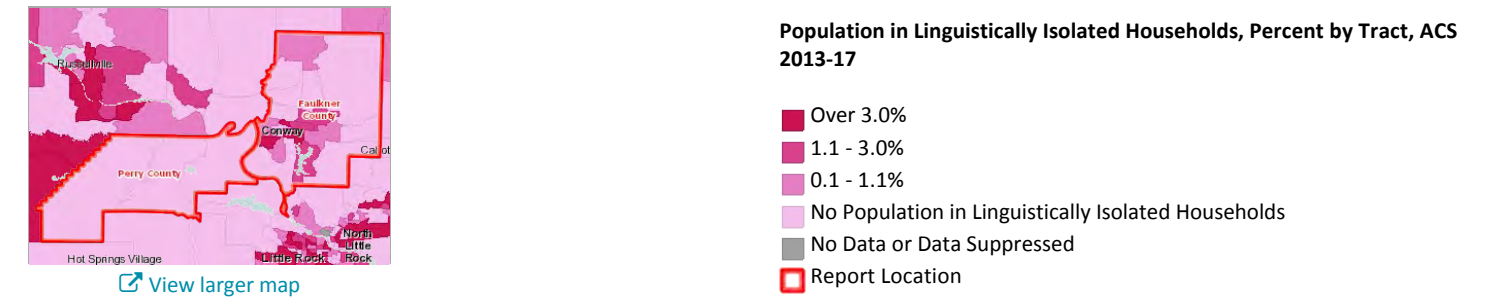 Russellville
Faulkner
County
Conway
Cabot
Perry County
North
Little
Little Rock
Rock
Hot Springs Village
View larger map
Population in Linguistically Isolated Households, Percent by Tract, ACS
2013-17
Over 3.0%
1.1 - 3.0%
0.1 - 1.1%
No Population in Linguistically Isolated Households
No Data or Data Suppressed
Report Location